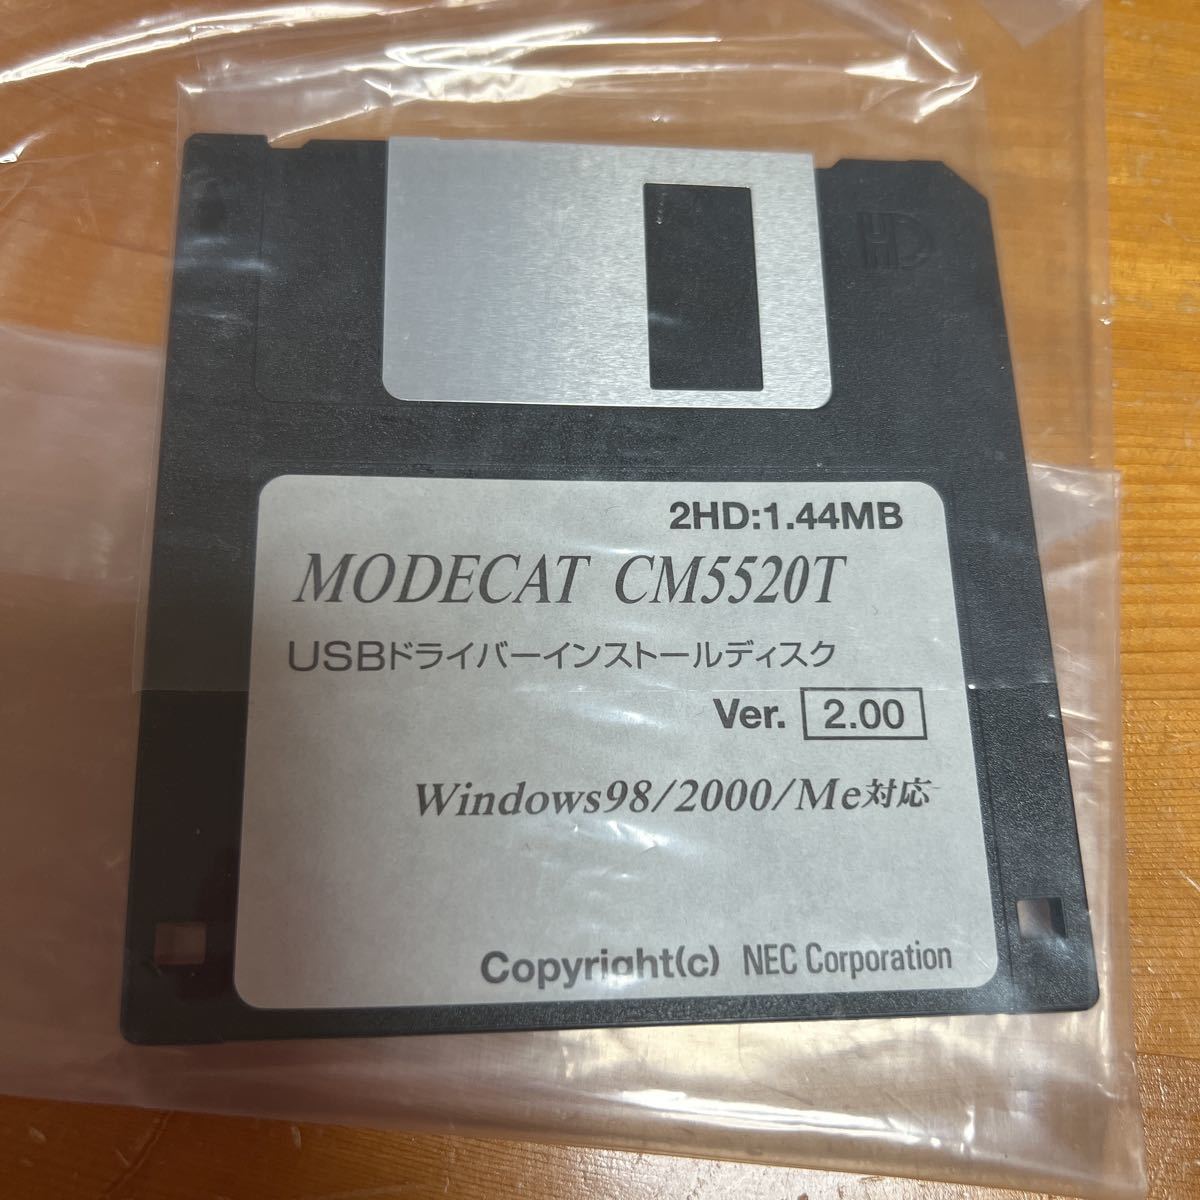 HD
2HD:1.44MB
MODECAT CM5520T
USBドライバーインストールディスク
Ver. 2.00
Windows98/2000/Me対応
Copyright(c) NEC Corporation